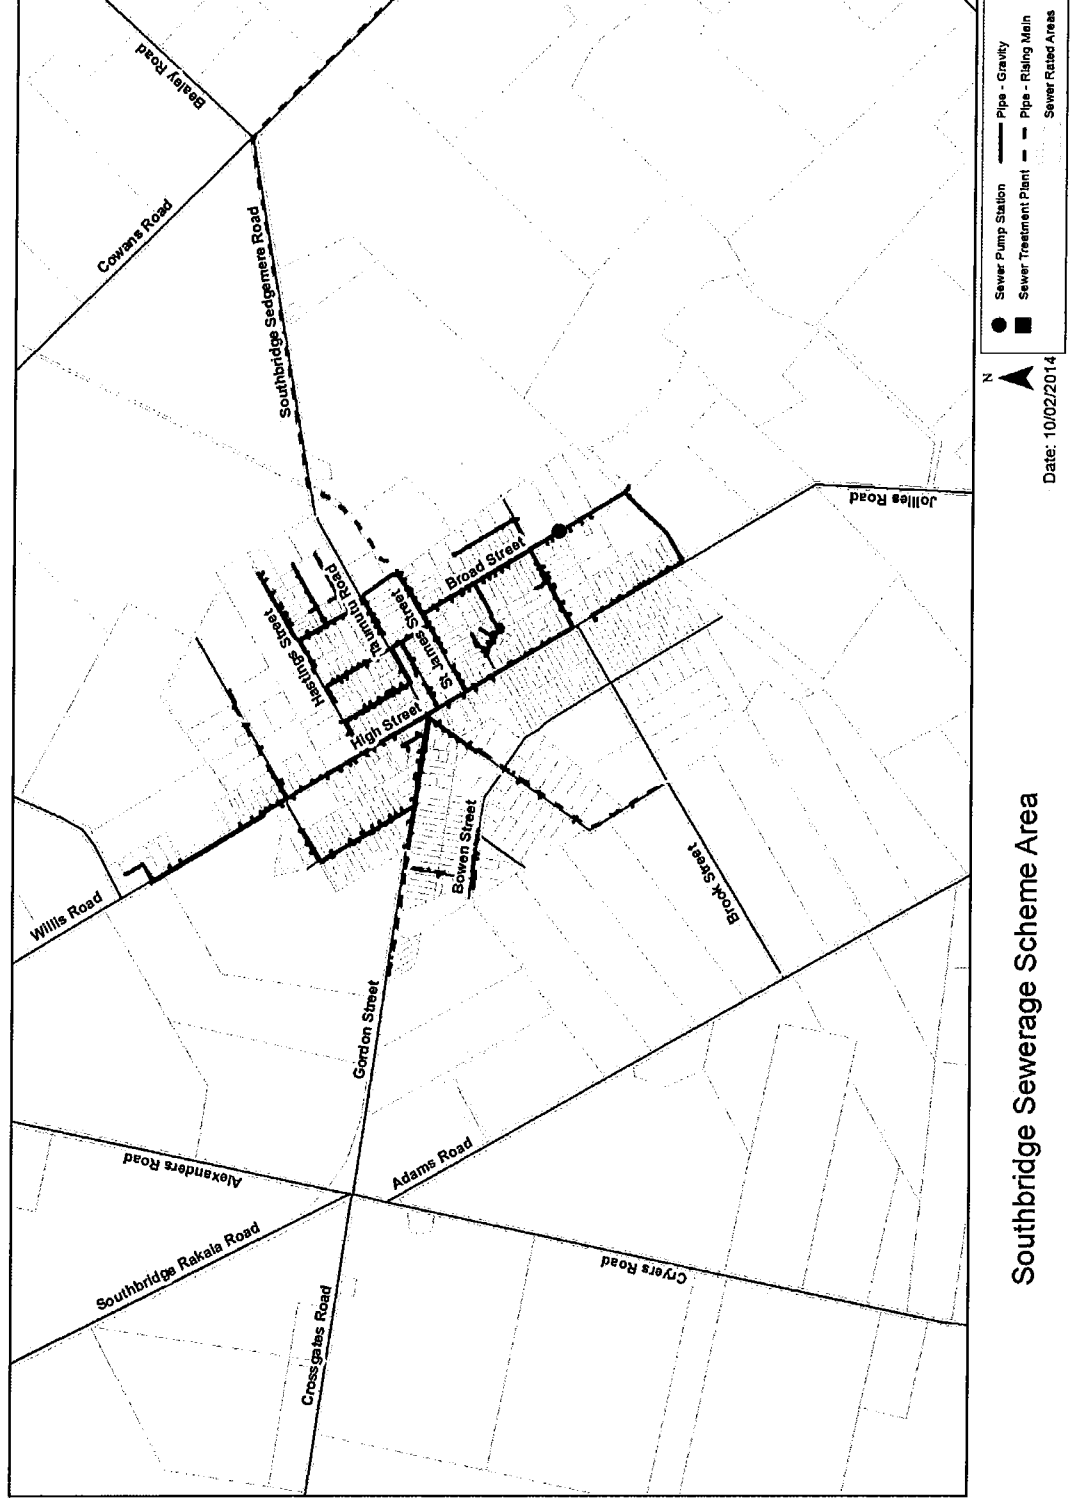 Bealey Road
Cowans Road
Southbridge Sedgemere Road
Jollies Road
Broad Street
Taumutu Road
Hastings Street
St James Street
High Street
Bowen Street
Brook Street
Willis Road
Gordon Street
Adams Road
Alexanders Road
Southbridge Rakaia Road
Cryers Road
Crossgates Road
Sewer Pump Station
Sewer Treatment Plant
Pipe - Gravity
Pipe - Rising Main
Sewer Rated Areas
N
Date: 10/02/2014
Southbridge Sewerage Scheme Area